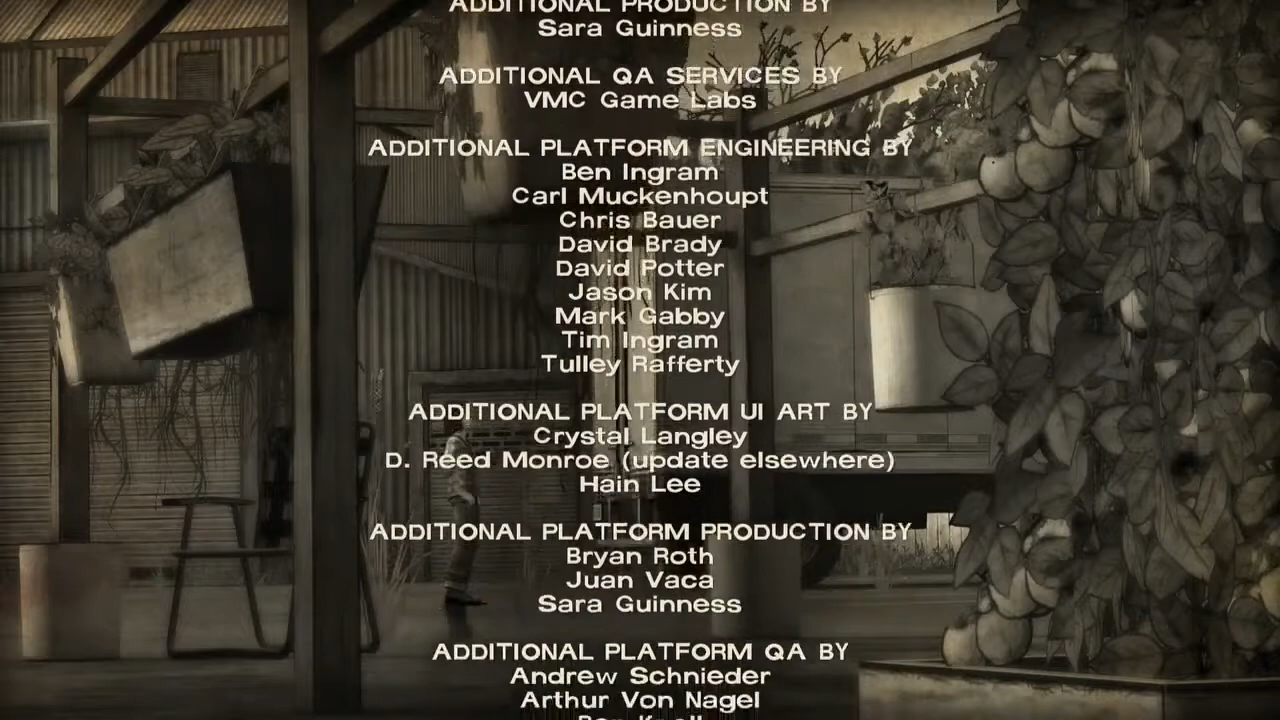 ADDITIONAL PRODUCTION BY
Sara Guinness
ADDITIONAL QA SERVICES BY
VMC Game Labs
ADDITIONAL PLATFORM ENGINEERING BY
Ben Ingram
Carl Muckenhoupt
Chris Bauer
David Brady
David Potter
Jason Kim
Mark Gabby
Tim Ingram
Tulley Rafferty
ADDITIONAL PLATFORM UI ART BY
Crystal Langley
D. Reed Monroe (update elsewhere)
Hain Lee
ADDITIONAL PLATFORM PRODUCTION BY
Bryan Roth
Juan Vaca
Sara Guinness
ADDITIONAL PLATFORM QA BY
Andrew Schnieder
Arthur Von Nagel